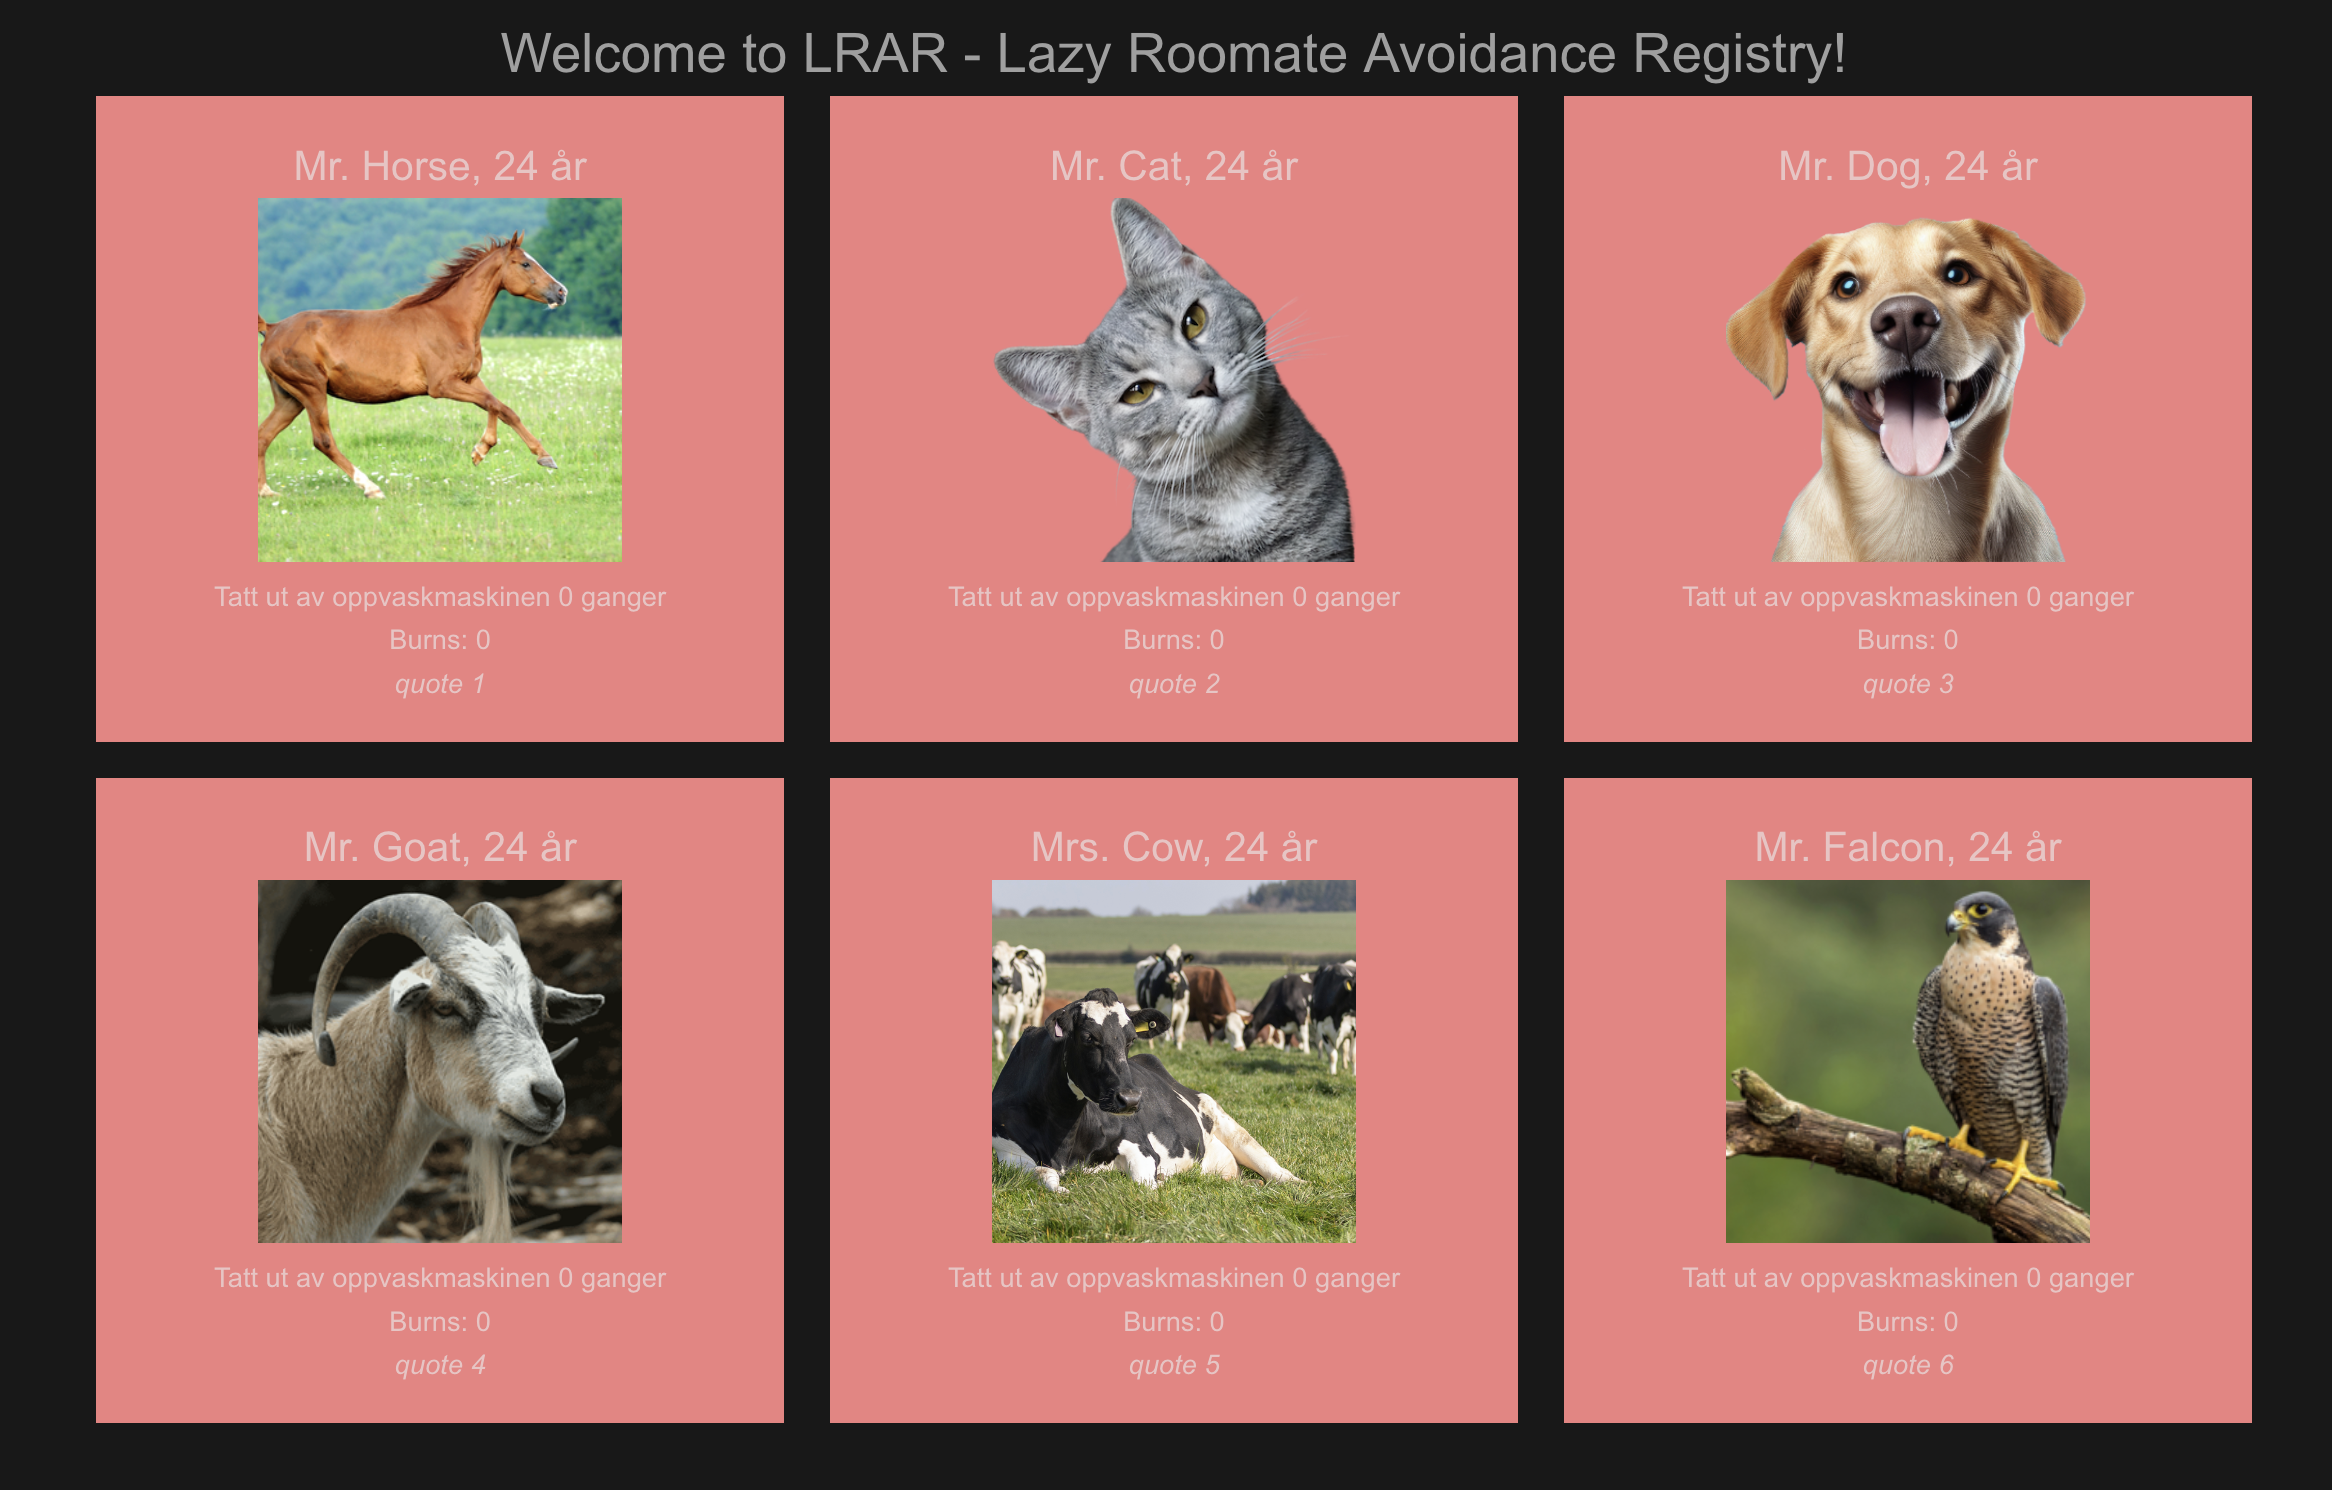 Welcome to LRAR - Lazy Roomate Avoidance Registry!
Mr. Horse, 24 år
Tatt ut av oppvaskmaskinen 0 ganger
Burns: 0
quote 1
Mr. Cat, 24 år
Tatt ut av oppvaskmaskinen 0 ganger
Burns: 0
quote 2
Mr. Dog, 24 år
Tatt ut av oppvaskmaskinen 0 ganger
Burns: 0
quote 3
Mr. Goat, 24 år
Tatt ut av oppvaskmaskinen 0 ganger
Burns: 0
quote 4
Mrs. Cow, 24 år
Tatt ut av oppvaskmaskinen 0 ganger
Burns: 0
quote 5
Mr. Falcon, 24 år
Tatt ut av oppvaskmaskinen 0 ganger
Burns: 0
quote 6